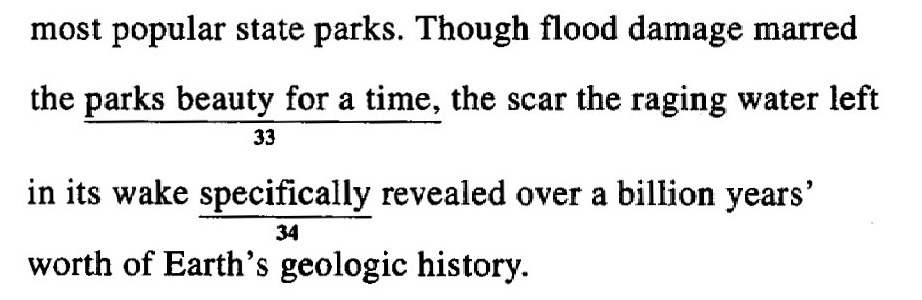 most popular state parks. Though flood damage marred
the parks beauty for a time, the scar the raging water left
33
in its wake specifically revealed over a billion years’
34
worth of Earth’s geologic history.